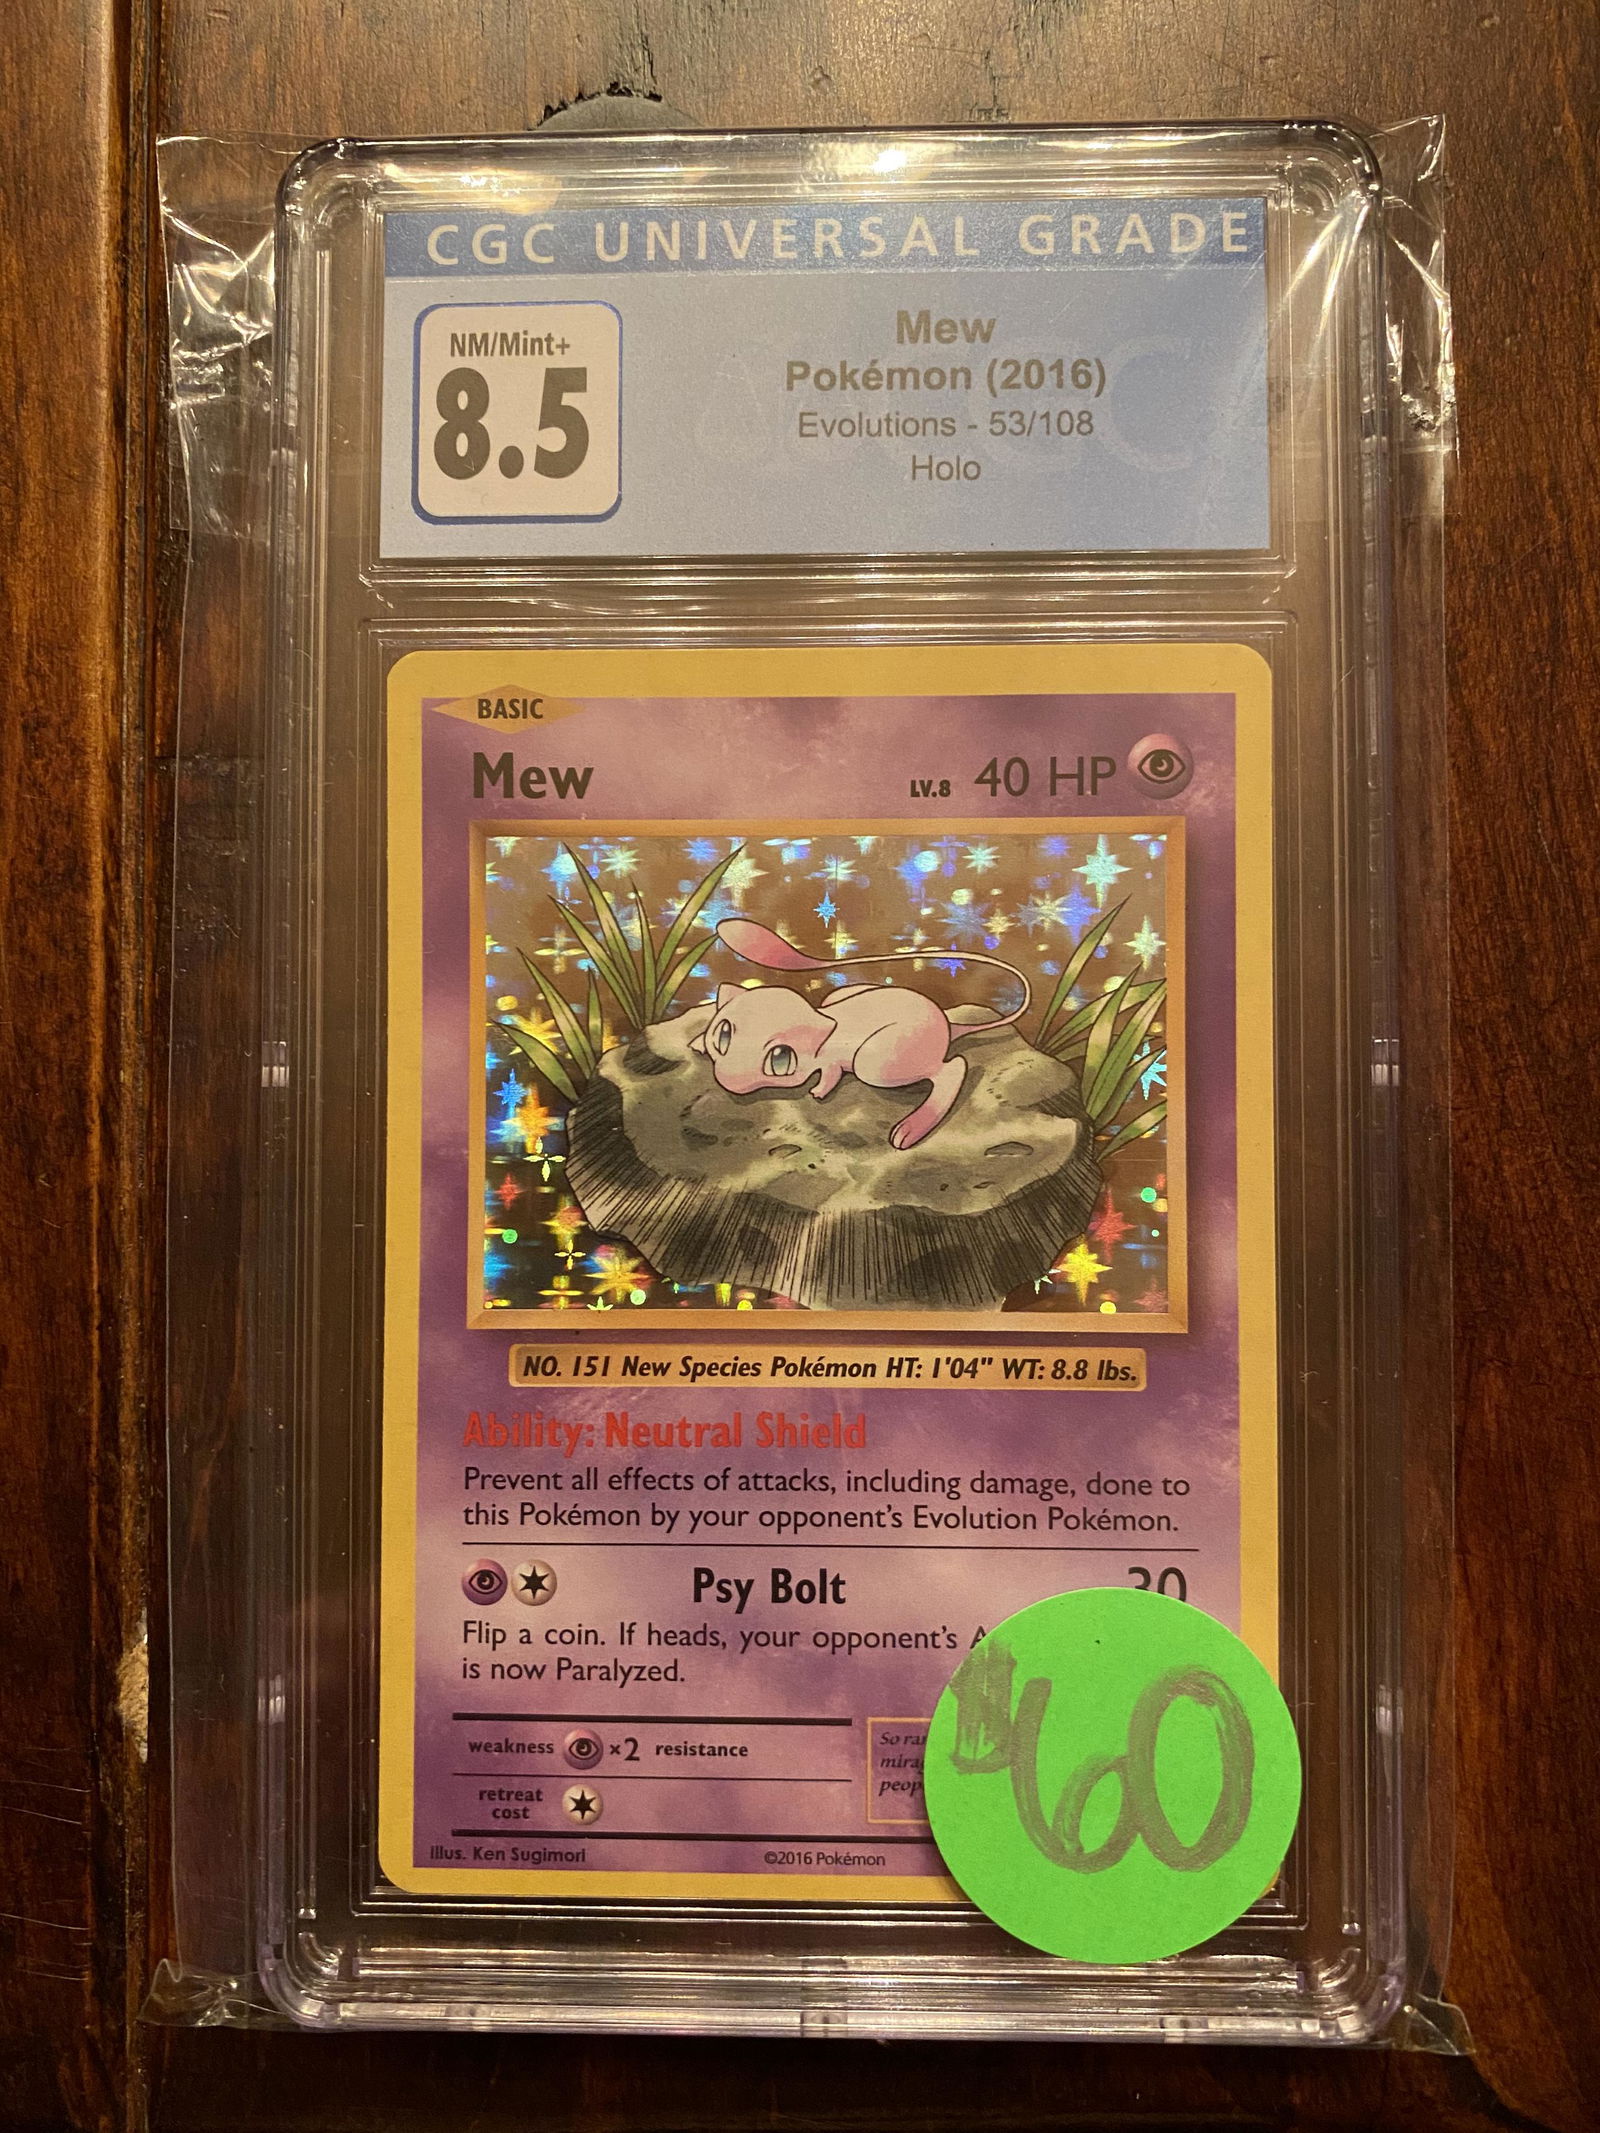 CGC UNIVERSAL GRADE
NM/Mint+
8.5
Mew
Pokémon (2016)
Evolutions - 53/108
Holo
BASIC
Mew LV.8 40 HP
NO. 151 New Species Pokémon HT: 1'04" WT: 8.8 lbs.
Ability: Neutral Shield
Prevent all effects of attacks, including damage, done to
this Pokémon by your opponent's Evolution Pokémon.
Psy Bolt 30
Flip a coin. If heads, your opponent's A
is now Paralyzed.
weakness ×2 resistance
So
retreat
cost
Illus. Ken Sugimori
©2016 Pokémon
60